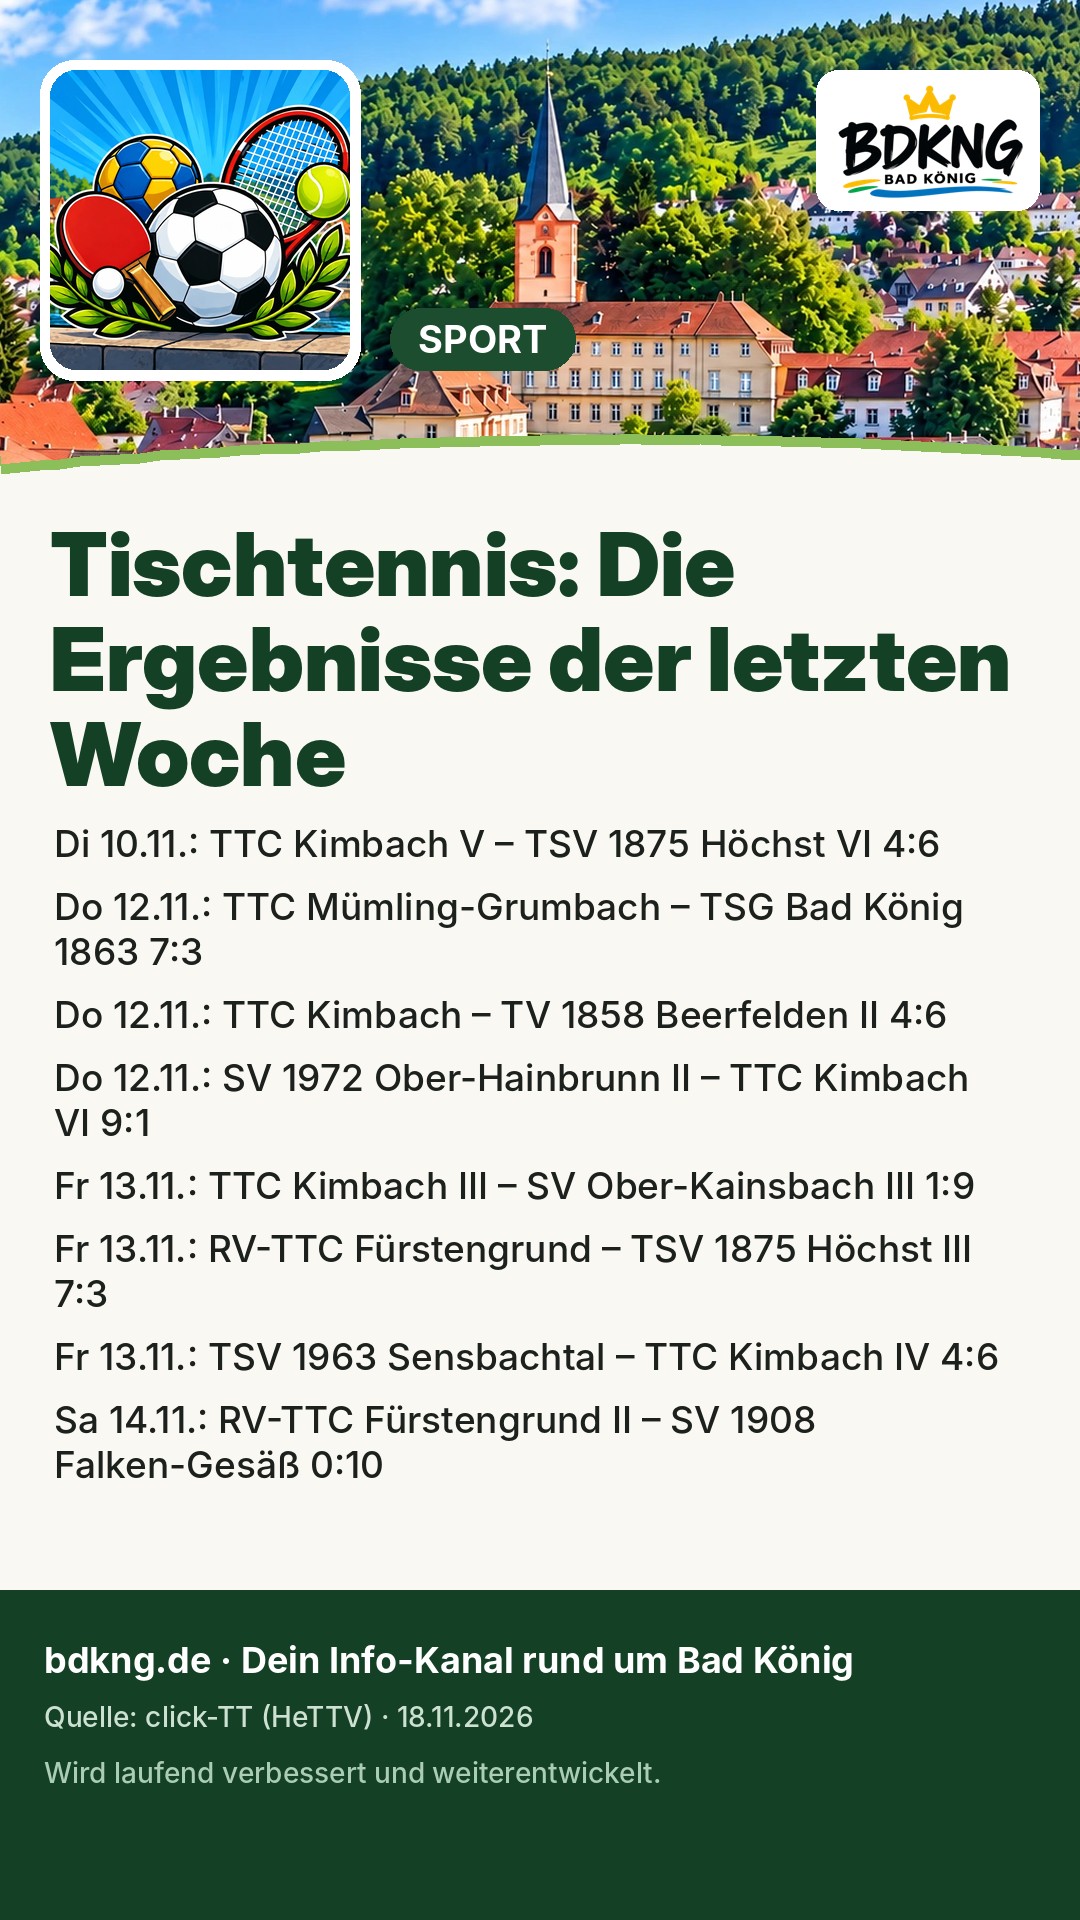 BDKNG
BAD KÖNIG
SPORT
Tischtennis: Die
Ergebnisse der letzten
Woche
Di 10.11.: TTC Kimbach V – TSV 1875 Höchst VI 4:6
Do 12.11.: TTC Mümling-Grumbach – TSG Bad König
1863 7:3
Do 12.11.: TTC Kimbach – TV 1858 Beerfelden II 4:6
Do 12.11.: SV 1972 Ober-Hainbrunn II – TTC Kimbach
VI 9:1
Fr 13.11.: TTC Kimbach III – SV Ober-Kainsbach III 1:9
Fr 13.11.: RV-TTC Fürstengrund – TSV 1875 Höchst III
7:3
Fr 13.11.: TSV 1963 Sensbachtal – TTC Kimbach IV 4:6
Sa 14.11.: RV-TTC Fürstengrund II – SV 1908
Falken-Gesäß 0:10
bdkng.de · Dein Info-Kanal rund um Bad König
Quelle: click-TT (HeTTV) · 18.11.2026
Wird laufend verbessert und weiterentwickelt.